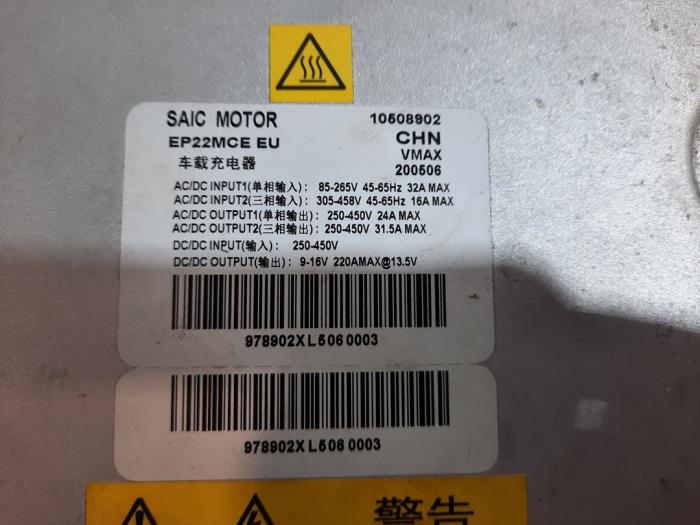 SAIC MOTOR 10508902
EP22MCE EU CHN
车载充电器 VMAX
200506
AC/DC INPUT1(单相输入): 85-265V 45-65Hz 32A MAX
AC/DC INPUT2(三相输入): 305-458V 45-65Hz 16A MAX
AC/DC OUTPUT1(单相输出): 250-450V 24A MAX
AC/DC OUTPUT2(三相输出): 250-450V 31.5A MAX
DC/DC INPUT(输入): 250-450V
DC/DC OUTPUT(输出): 9-16V 220AMAX@13.5V
978902XL5060003
978902XL5060003
警告